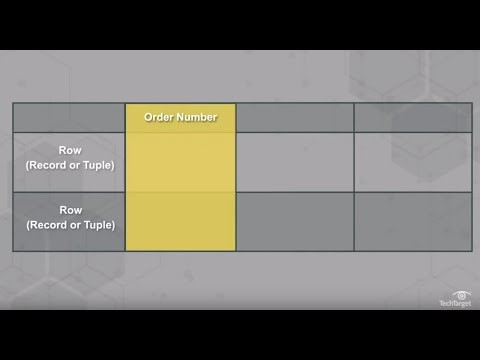 Order Number
Row
(Record or Tuple)
Row
(Record or Tuple)
TechTarget